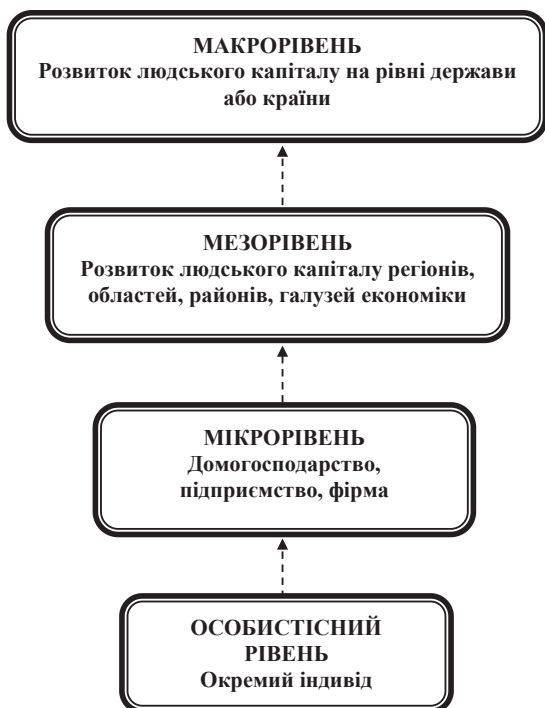 МАКРОРІВЕНЬ
Розвиток людського капіталу на рівні держави
або країни
МЕЗОРІВЕНЬ
Розвиток людського капіталу регіонів,
областей, районів, галузей економіки
МІКРОРІВЕНЬ
Домогосподарство,
підприємство, фірма
ОСОБИСТІСНИЙ
РІВЕНЬ
Окремий індивід